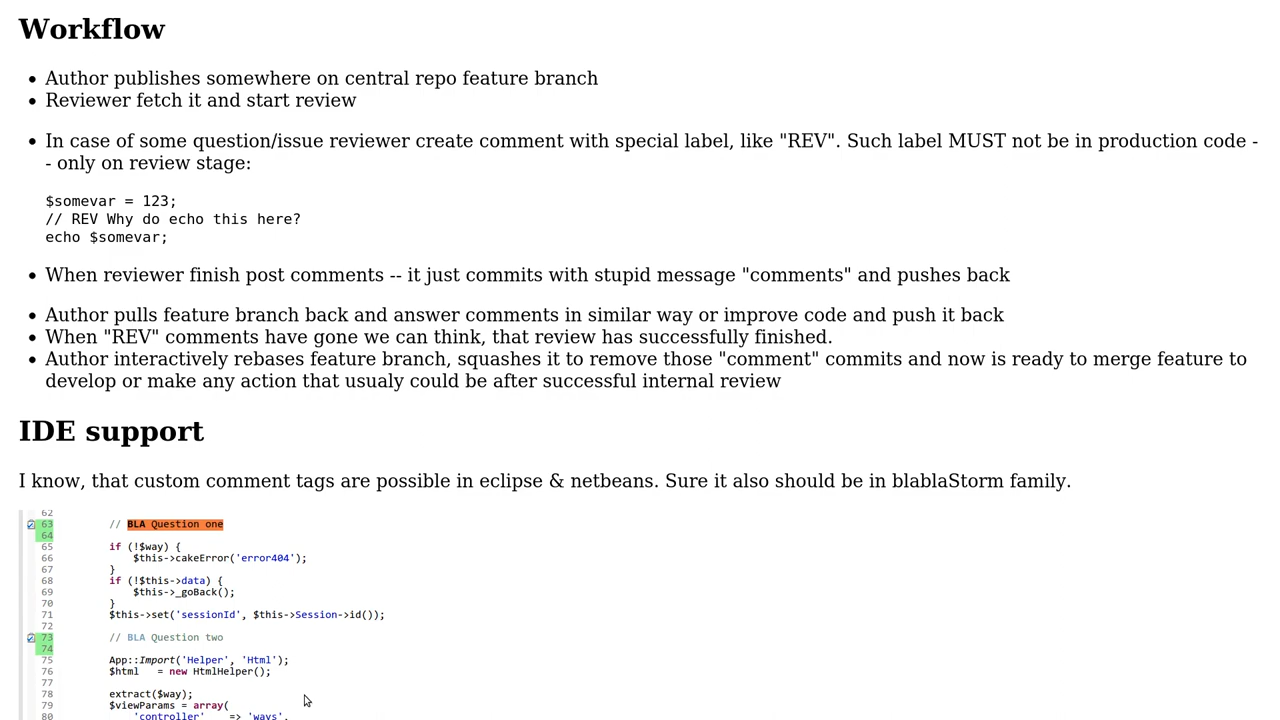 Workflow
• Author publishes somewhere on central repo feature branch
• Reviewer fetch it and start review
• In case of some question/issue reviewer create comment with special label, like "REV". Such label MUST not be in production code -
- only on review stage:
$somevar = 123;
// REV Why do echo this here?
echo $somevar;
• When reviewer finish post comments -- it just commits with stupid message "comments" and pushes back
• Author pulls feature branch back and answer comments in similar way or improve code and push it back
• When "REV" comments have gone we can think, that review has successfully finished.
• Author interactively rebases feature branch, squashes it to remove those "comment" commits and now is ready to merge feature to
develop or make any action that usualy could be after successful internal review
IDE support
I know, that custom comment tags are possible in eclipse & netbeans. Sure it also should be in blablaStorm family.
62
63 // BLA Question one
64
65 if (!$way) {
66 $this->cakeError('error404');
67 }
68 if (!$this->data) {
69 $this->_goBack();
70 }
71 $this->set('sessionId', $this->Session->id());
72
73 // BLA Question two
74
75 App::Import('Helper', 'Html');
76 $html = new HtmlHelper();
77
78 extract($way);
79 $viewParams = array(
80 'controller' => 'ways',